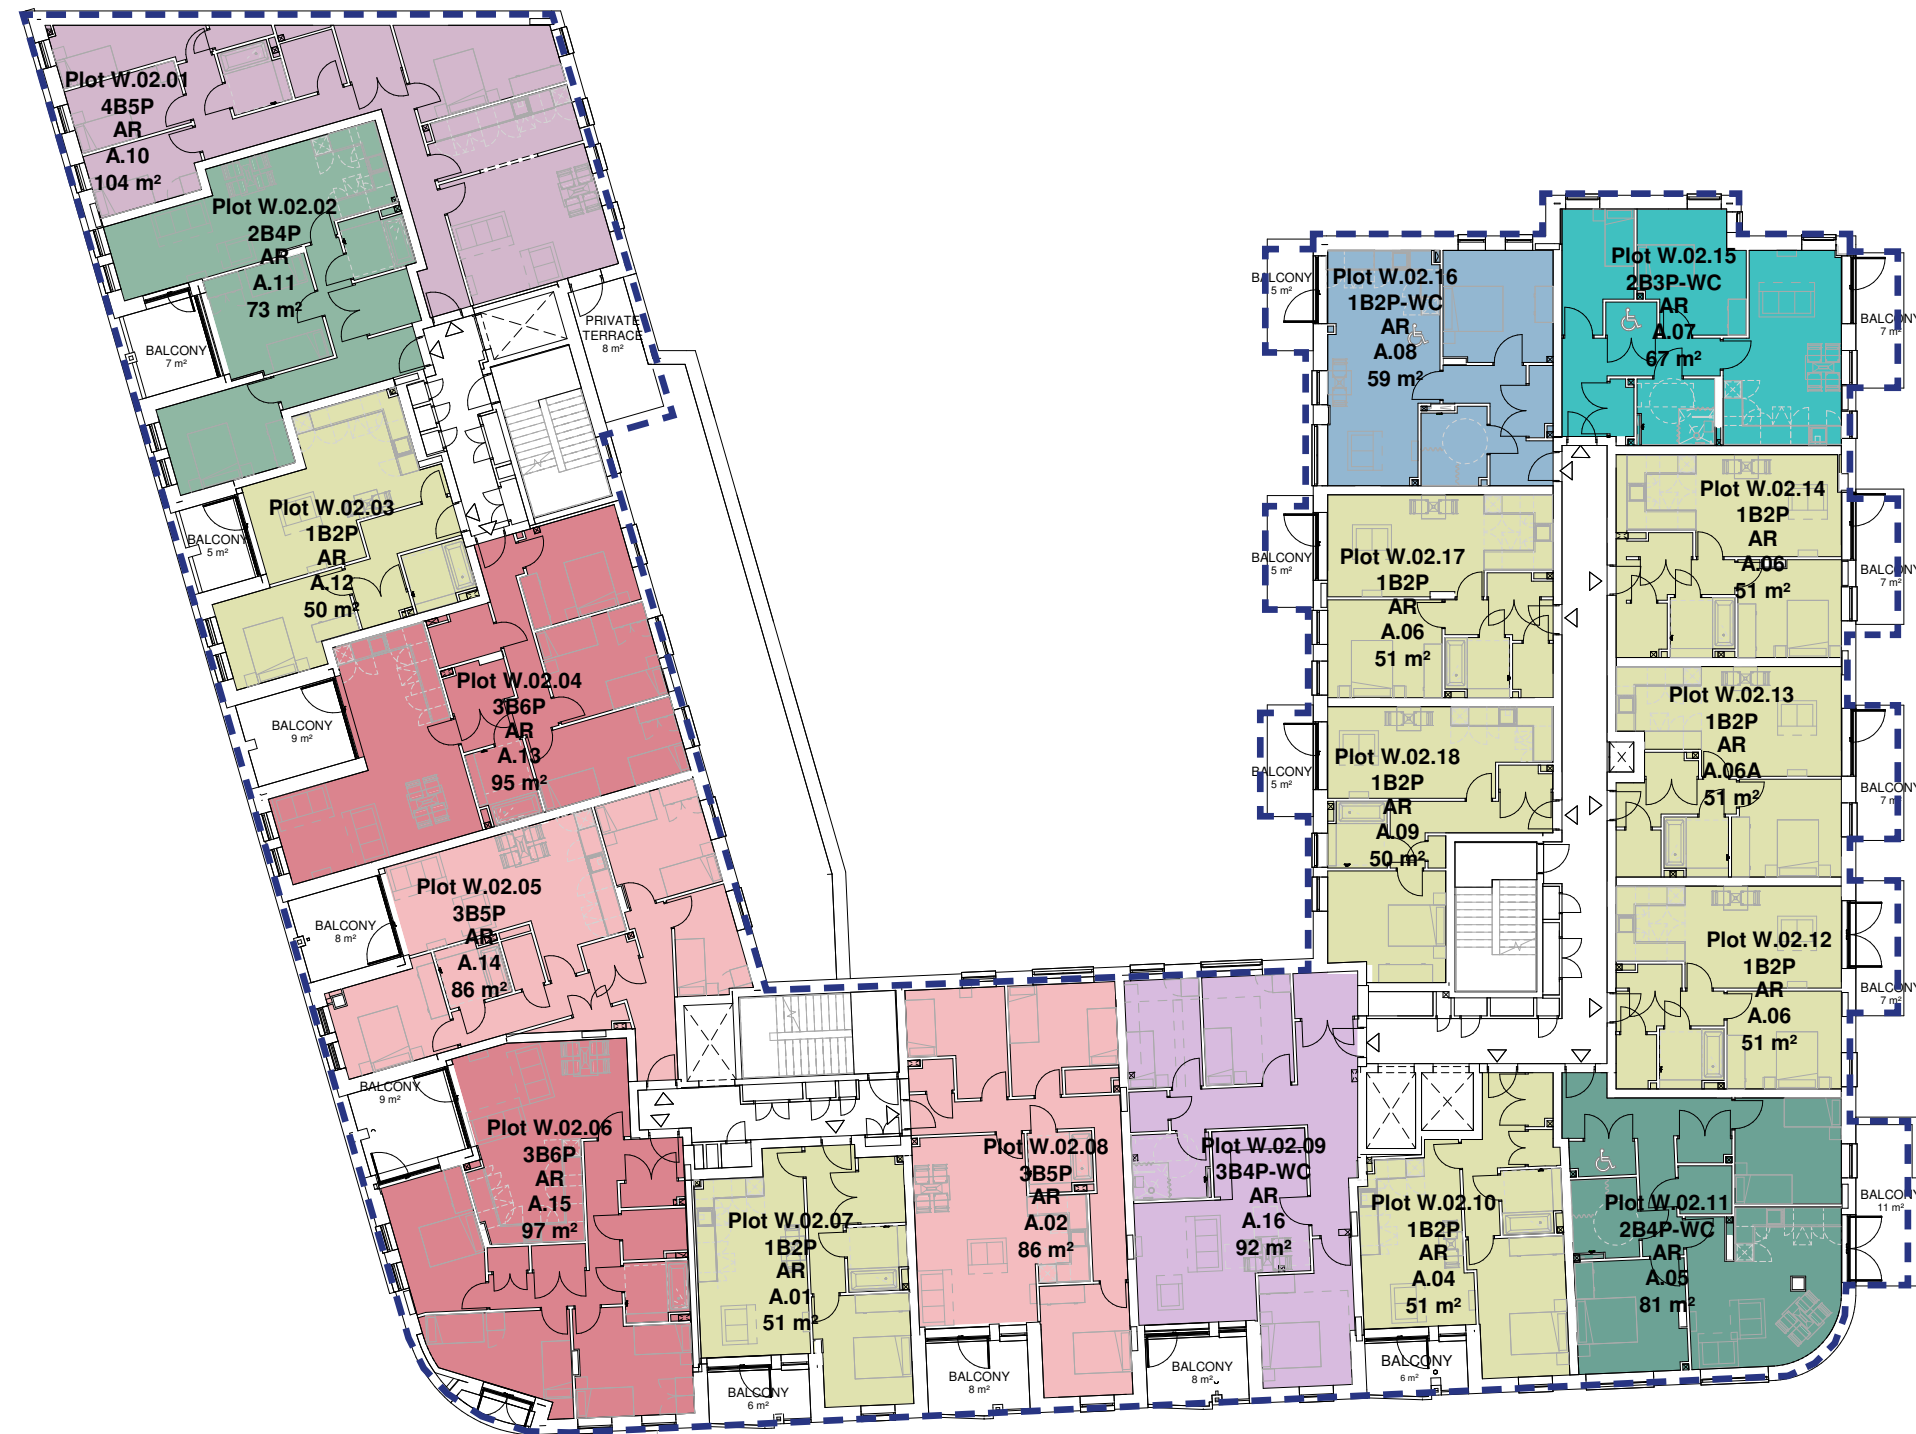 Plot W.02.01
4B5P
AR
A.10
104 m²
Plot W.02.02
2B4P
AR
A.11
73 m²
BALCONY
7 m²
PRIVATE
TERRACE
8 m²
Plot W.02.03
1B2P
AR
A.12
50 m²
BALCONY
5 m²
Plot W.02.04
3B6P
AR
A.13
95 m²
BALCONY
9 m²
Plot W.02.05
3B5P
AR
A.14
86 m²
BALCONY
8 m²
Plot W.02.06
3B6P
AR
A.15
97 m²
BALCONY
9 m²
Plot W.02.07
1B2P
AR
A.01
51 m²
BALCONY
6 m²
Plot W.02.08
3B5P
AR
A.02
86 m²
BALCONY
8 m²
Plot W.02.09
3B4P-WC
AR
A.16
92 m²
BALCONY
8 m²
Plot W.02.10
1B2P
AR
A.04
51 m²
BALCONY
6 m²
Plot W.02.11
2B4P-WC
AR
A.05
81 m²
BALCONY
11 m²
Plot W.02.12
1B2P
AR
A.06
51 m²
BALCONY
7 m²
Plot W.02.13
1B2P
AR
A.06A
51 m²
BALCONY
7 m²
Plot W.02.14
1B2P
AR
A.06
51 m²
BALCONY
7 m²
Plot W.02.15
2B3P-WC
AR
A.07
67 m²
BALCONY
7 m²
Plot W.02.16
1B2P-WC
AR
A.08
59 m²
BALCONY
5 m²
Plot W.02.17
1B2P
AR
A.06
51 m²
BALCONY
5 m²
Plot W.02.18
1B2P
AR
A.09
50 m²
BALCONY
5 m²